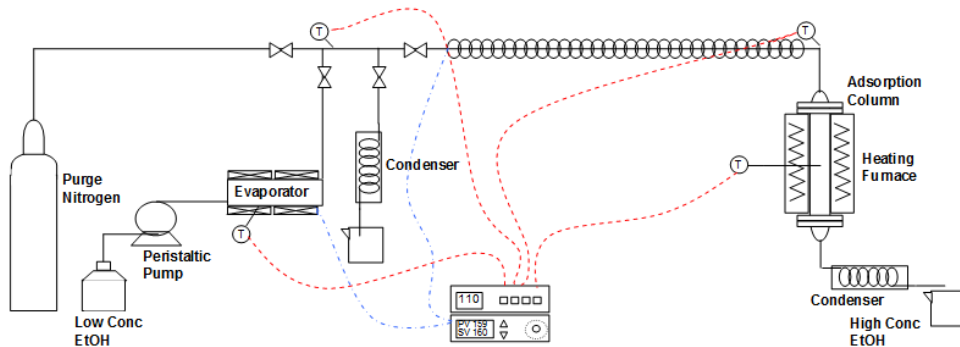 T
T
Adsorption
Column
Purge
Nitrogen
Evaporator
Condenser
T
Heating
Furnace
T
Peristaltic
Pump
Low Conc
EtOH
110
PV 159
SV 160
Condenser
High Conc
EtOH